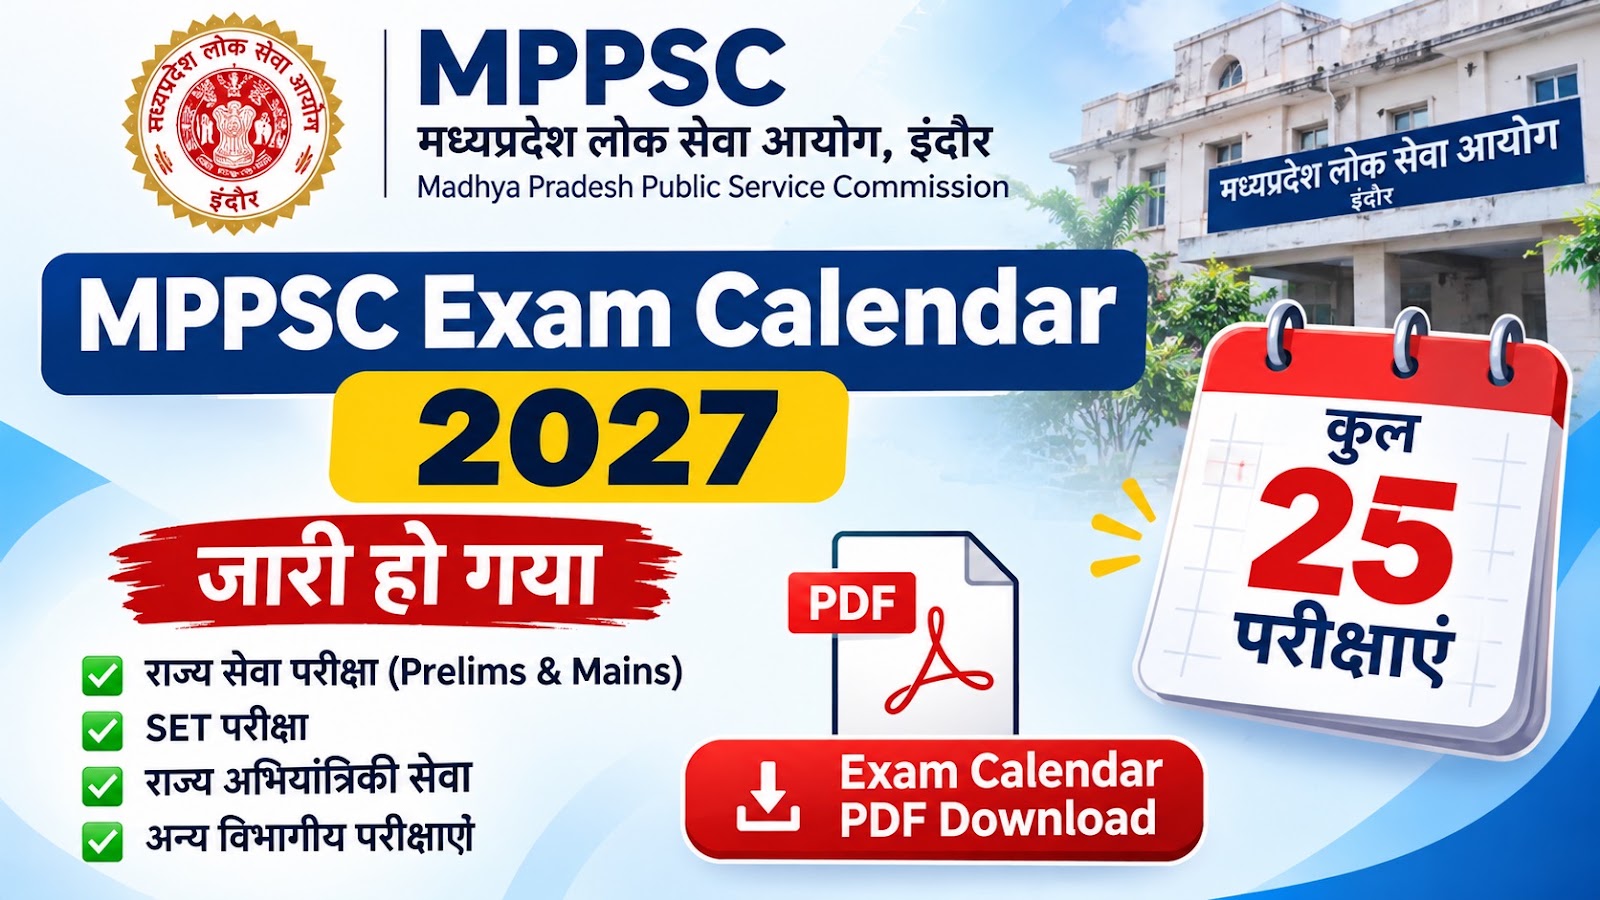 मध्यप्रदेश लोक सेवा आयोग
इंदौर
MPPSC
मध्यप्रदेश लोक सेवा आयोग, इंदौर
Madhya Pradesh Public Service Commission
मध्यप्रदेश लोक सेवा आयोग
इंदौर
MPPSC Exam Calendar
2027
जारी हो गया
राज्य सेवा परीक्षा (Prelims & Mains)
SET परीक्षा
राज्य अभियांत्रिकी सेवा
अन्य विभागीय परीक्षाएं
PDF
Exam Calendar
PDF Download
कुल
25
परीक्षाएं